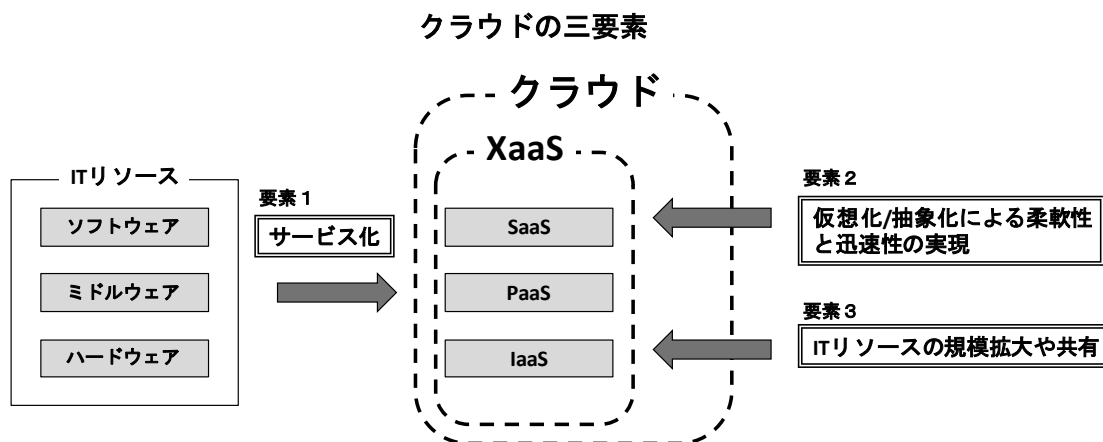 クラウドの三要素
クラウド
XaaS
ITリソース
ソフトウェア
ミドルウェア
ハードウェア
要素１
サービス化
SaaS
PaaS
IaaS
要素２
仮想化/抽象化による柔軟性
と迅速性の実現
要素３
ITリソースの規模拡大や共有